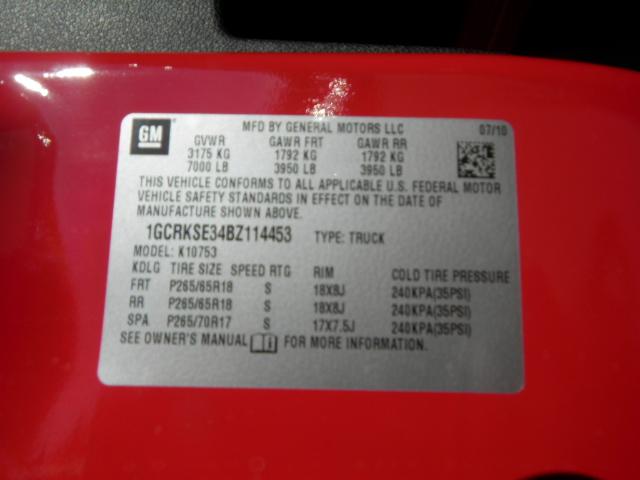 GM
MFD BY GENERAL MOTORS LLC 07/10
GVWR GAWR FRT GAWR RR
3175 KG 1792 KG 1792 KG
7000 LB 3950 LB 3950 LB
THIS VEHICLE CONFORMS TO ALL APPLICABLE U.S. FEDERAL MOTOR
VEHICLE SAFETY STANDARDS IN EFFECT ON THE DATE OF
MANUFACTURE SHOWN ABOVE.
1GCRKSE34BZ114453 TYPE: TRUCK
MODEL: K10753
KDLG TIRE SIZE SPEED RTG RIM COLD TIRE PRESSURE
FRT P265/65R18 S 18X8J 240KPA(35PSI)
RR P265/65R18 S 18X8J 240KPA(35PSI)
SPA P265/70R17 S 17X7.5J 240KPA(35PSI)
SEE OWNER'S MANUAL FOR MORE INFORMATION.